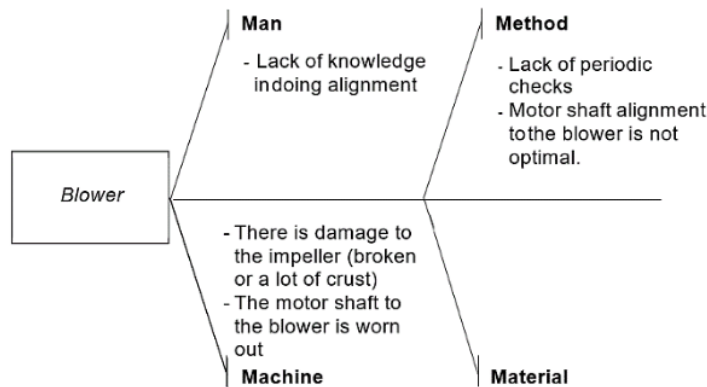 Man
- Lack of knowledge
indoing alignment
Method
- Lack of periodic
checks
- Motor shaft alignment
tothe blower is not
optimal.
Blower
- There is damage to
the impeller (broken
or a lot of crust)
- The motor shaft to
the blower is worn
out
Machine
Material